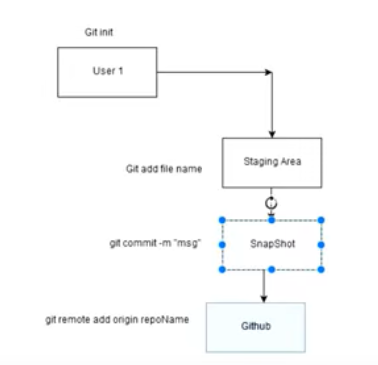 Git init
User 1
Staging Area
Git add file name
SnapShot
git commit -m "msg"
git remote add origin repoName
Github